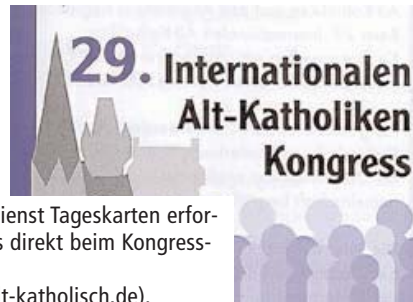 29. Internationalen
Alt-Katholiken
Kongress
ienst Tageskarten erfor-
s direkt beim Kongress-
t-katholisch.de).